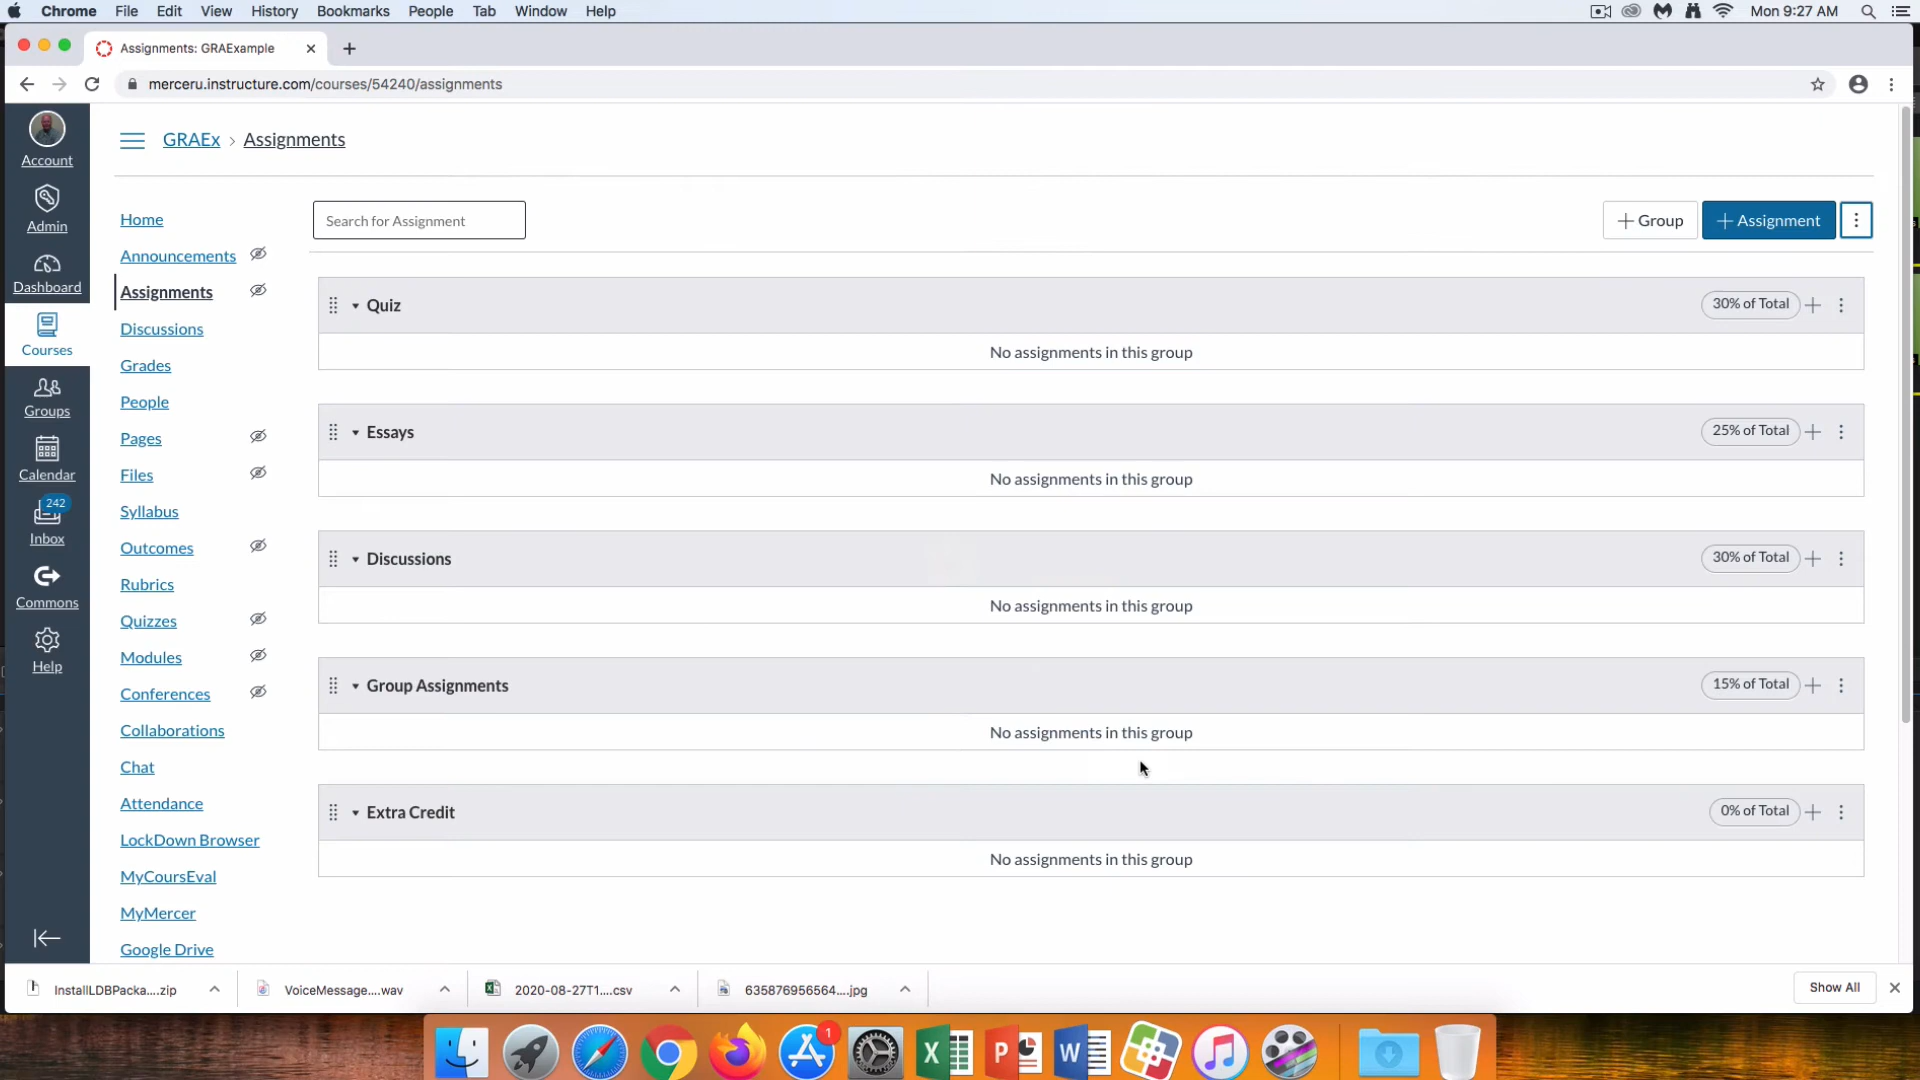 Chrome File Edit View History Bookmarks People Tab Window Help Mon 9:27 AM
Assignments: GRAExample
merceru.instructure.com/courses/54240/assignments
Account
Admin
Dashboard
Courses
Groups
Calendar
242
Inbox
Commons
Help
GRAEx › Assignments
Home
Announcements
Assignments
Discussions
Grades
People
Pages
Files
Syllabus
Outcomes
Rubrics
Quizzes
Modules
Conferences
Collaborations
Chat
Attendance
LockDown Browser
MyCoursEval
MyMercer
Google Drive
Search for Assignment
+ Group
+ Assignment
Quiz 30% of Total
No assignments in this group
Essays 25% of Total
No assignments in this group
Discussions 30% of Total
No assignments in this group
Group Assignments 15% of Total
No assignments in this group
Extra Credit 0% of Total
No assignments in this group
InstallLDBPacka....zip VoiceMessage....wav 2020-08-27T1....csv 635876956564....jpg Show All
1
X P W